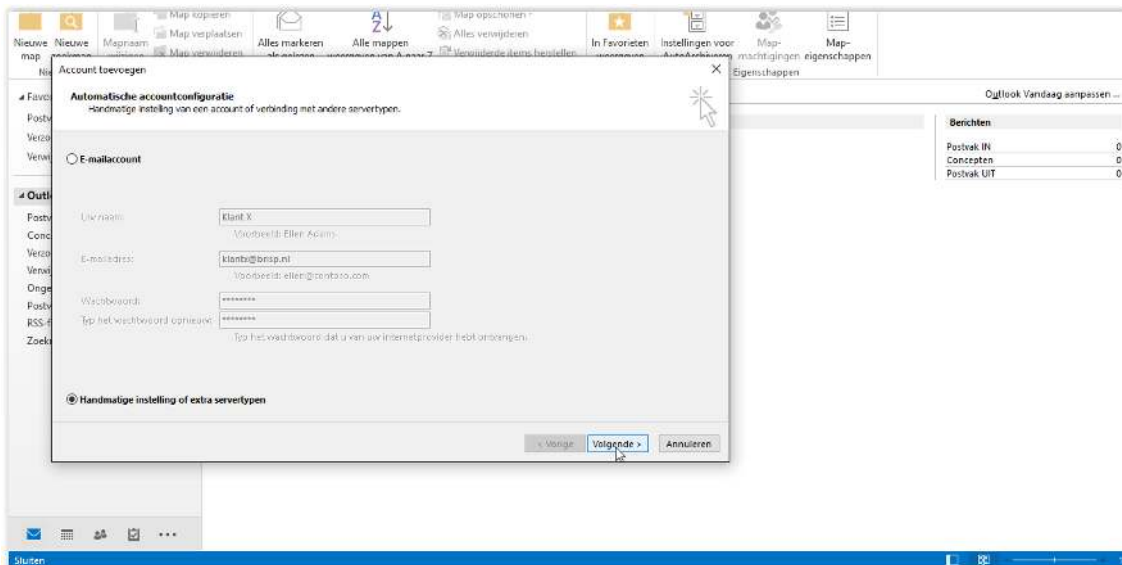 Map kopiëren
Map opschonen
Map verplaatsen
Alles verwijderen
Nieuwe Nieuwe Mapnaam
Alles markeren
Alle mappen
In Favorieten
Instellingen voor
Map-
Map-
map
Map verwijderen
Verwijderde items herstellen
machtigingen eigenschappen
Eigenschappen
Account toevoegen
Automatische accountconfiguratie
Handmatige instelling van een account of verbinding met andere servertypen.
Outlook Vandaag aanpassen ...
Berichten
Postvak IN 0
Concepten 0
Postvak UIT 0
E-mailaccount
Uw naam: Klant X
Voorbeeld: Ellen Adams
E-mailadres: klantx@brisp.nl
Voorbeeld: ellen@contoso.com
Wachtwoord: ********
Typ het wachtwoord opnieuw: ********
Typ het wachtwoord dat u van uw internetprovider hebt ontvangen.
Handmatige instelling of extra servertypen
< Vorige Volgende > Annuleren
Sluiten